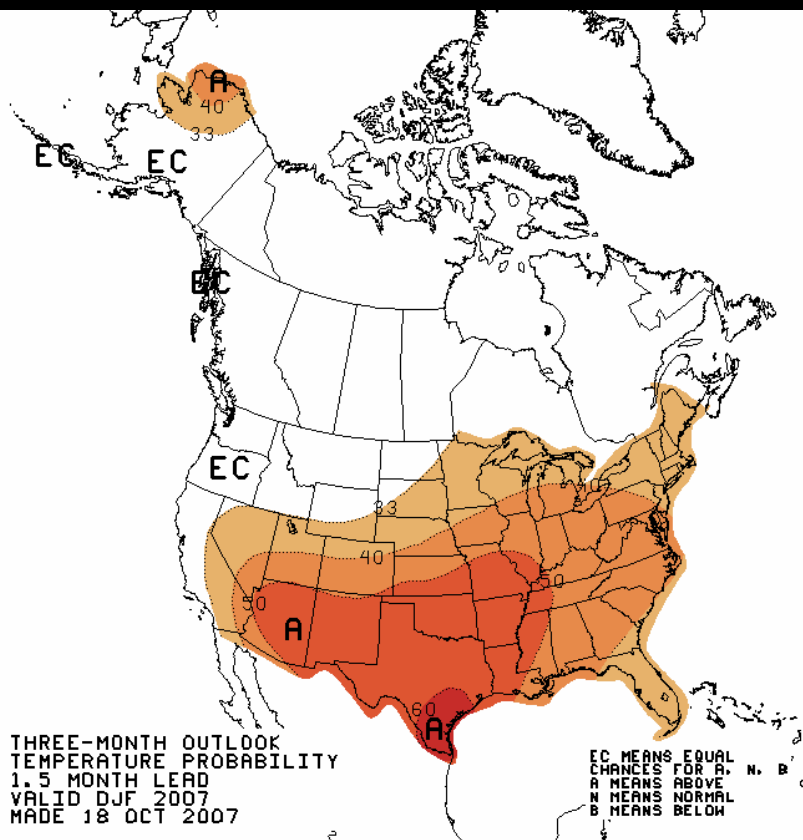 A
40
33
EC
EC
EC
EC
33
40
40
50
50
A
60
A
THREE-MONTH OUTLOOK
TEMPERATURE PROBABILITY
1.5 MONTH LEAD
VALID DJF 2007
MADE 18 OCT 2007
EC MEANS EQUAL
CHANCES FOR A, N, B
A MEANS ABOVE
N MEANS NORMAL
B MEANS BELOW